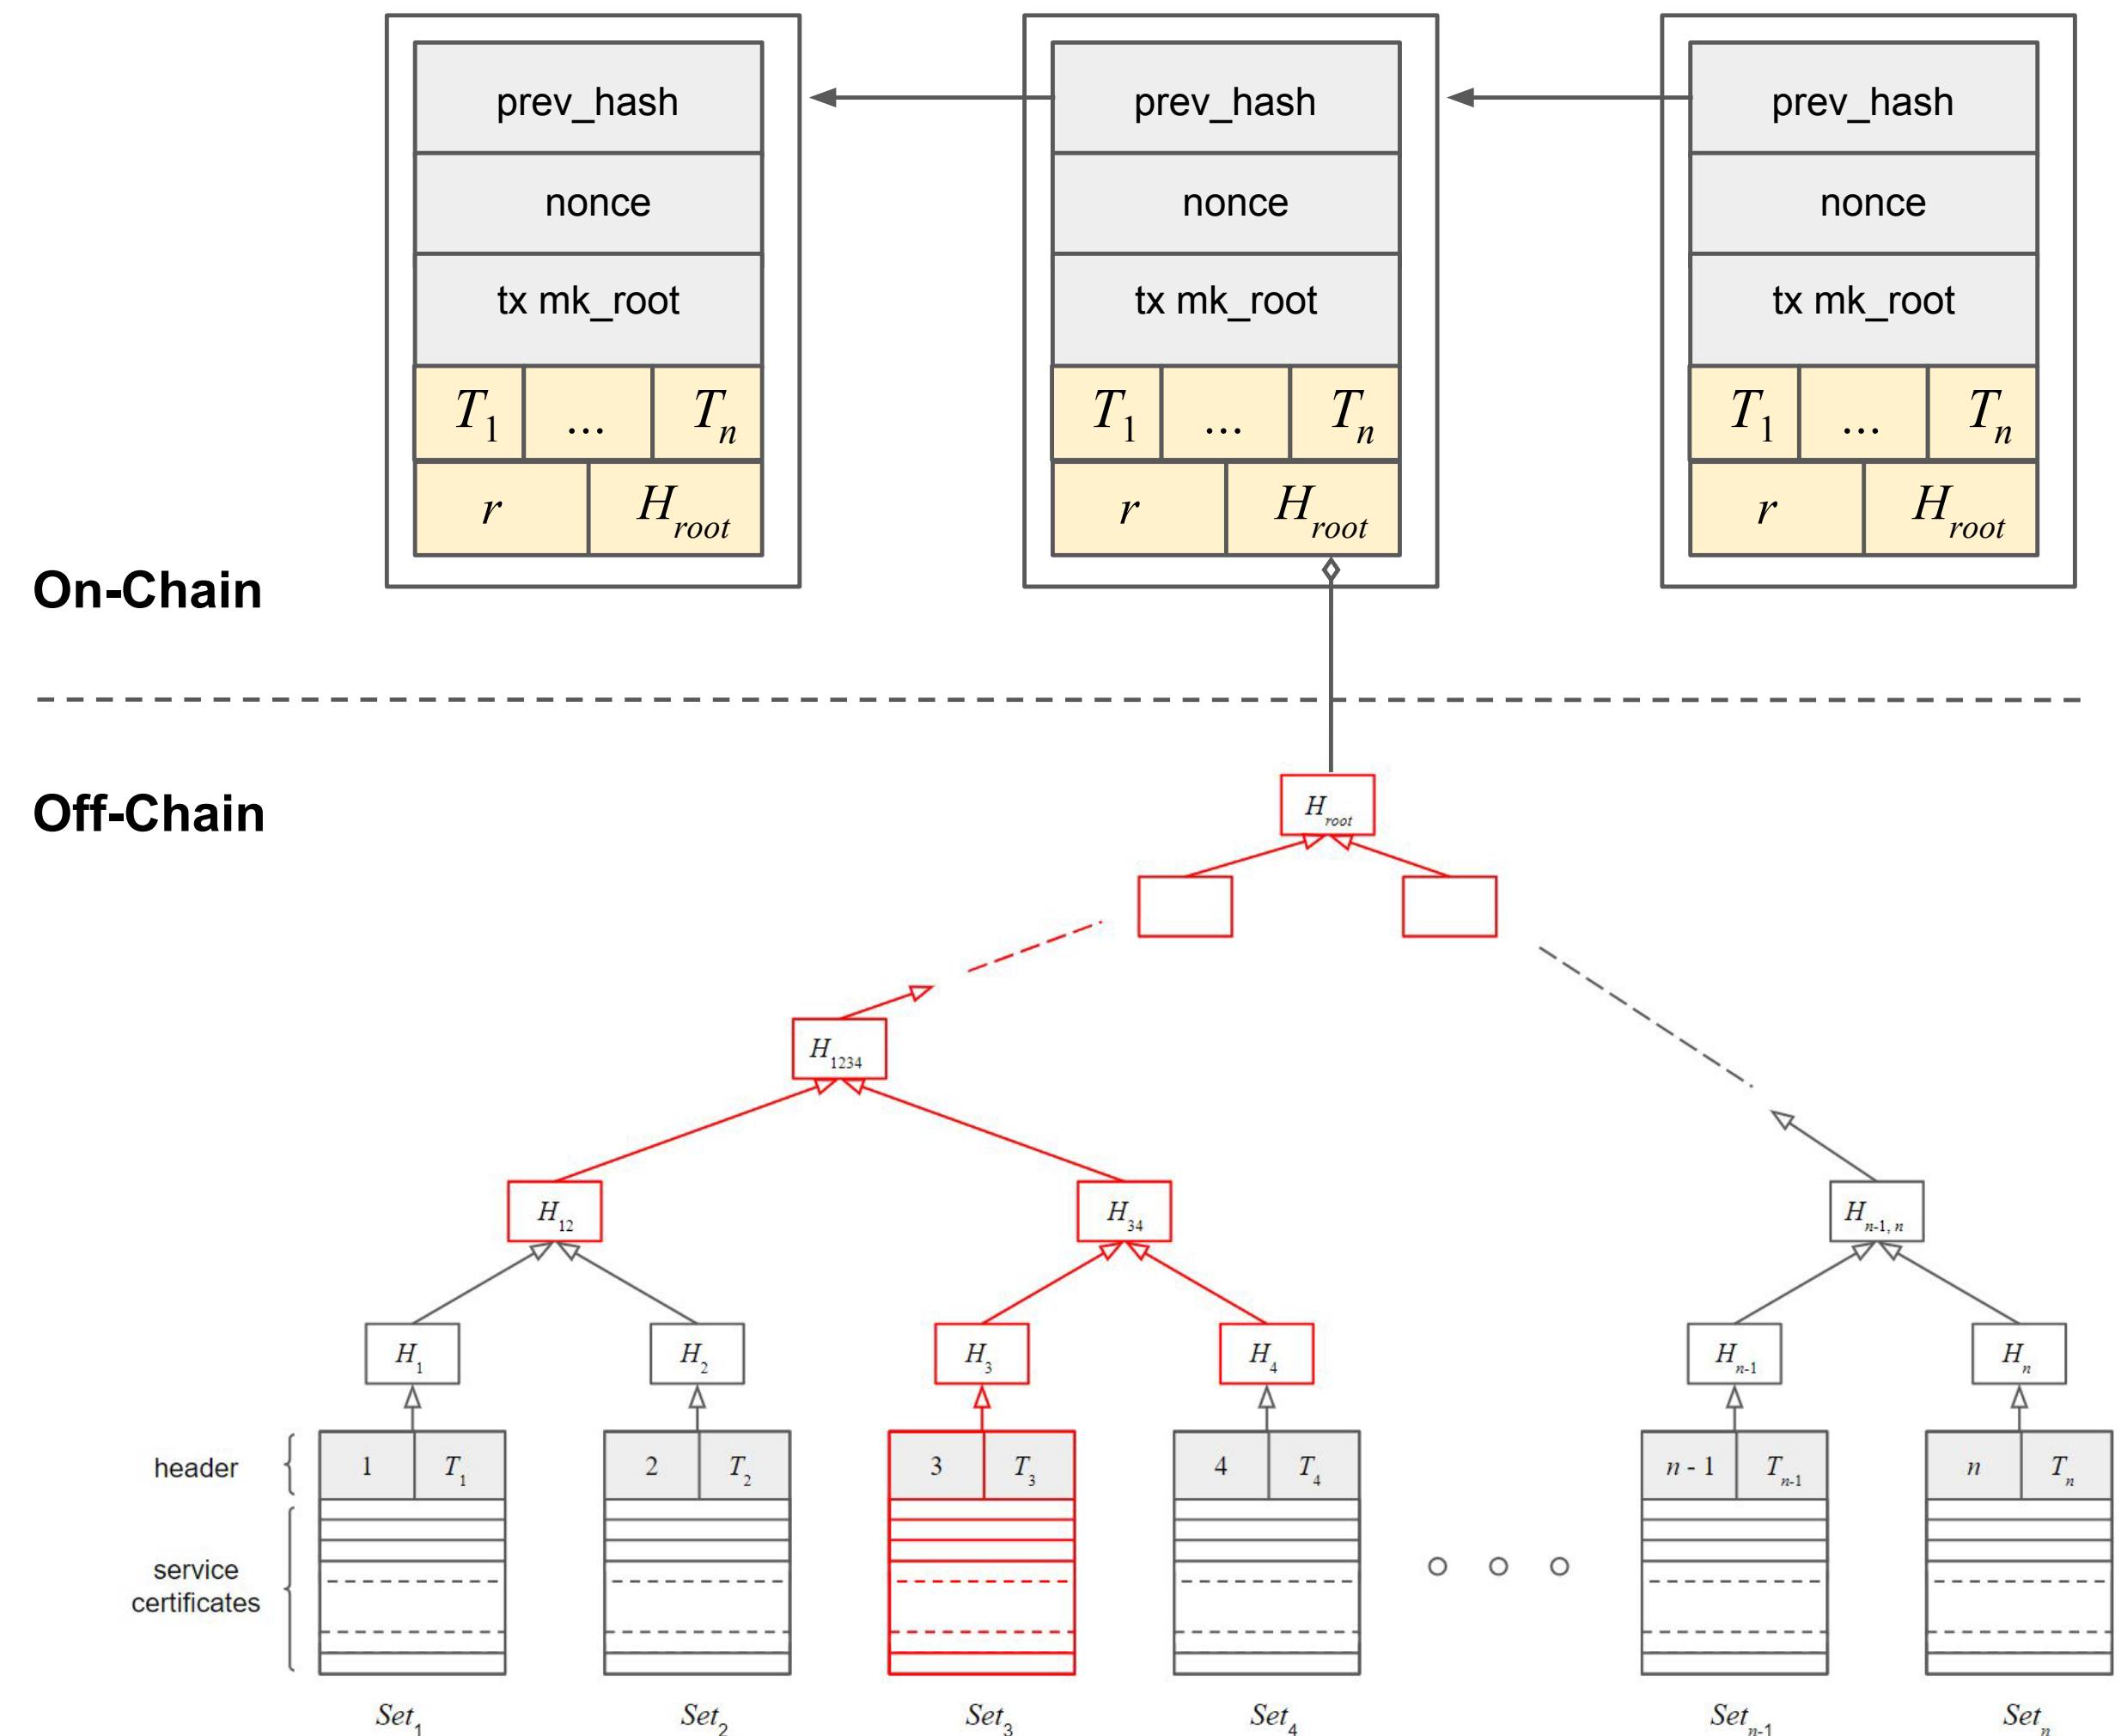 prev_hash prev_hash prev_hash
nonce nonce nonce
tx mk_root tx mk_root tx mk_root
T1 ... Tn T1 ... Tn T1 ... Tn
r Hroot r Hroot r Hroot
On-Chain
Off-Chain
Hroot
H1234
H12 H34 Hn-1, n
H1 H2 H3 H4 Hn-1 Hn
header 1 T1 2 T2 3 T3 4 T4 n - 1 Tn-1 n Tn
service
certificates
Set1 Set2 Set3 Set4 Setn-1 Setn